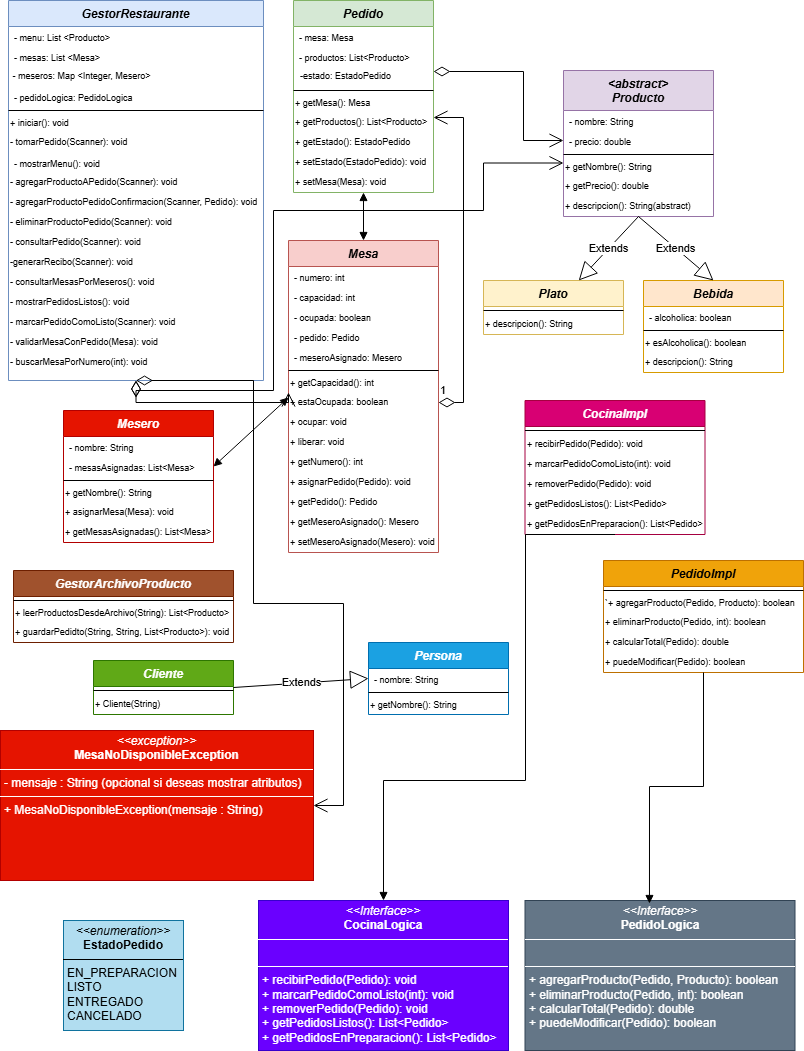 GestorRestaurante
- menu: List <Producto>
- mesas: List <Mesa>
- meseros: Map <Integer, Mesero>
- pedidoLogica: PedidoLogica
+ iniciar(): void
- tomarPedido(Scanner): void
- mostrarMenu(): void
- agregarProductoAPedido(Scanner): void
- agregarProductoPedidoConfirmacion(Scanner, Pedido): void
- eliminarProductoPedido(Scanner): void
- consultarPedido(Scanner): void
-generarRecibo(Scanner): void
- consultarMesasPorMeseros(): void
- mostrarPedidosListos(): void
- marcarPedidoComoListo(Scanner): void
- validarMesaConPedido(Mesa): void
- buscarMesaPorNumero(int): void
Pedido
- mesa: Mesa
- productos: List<Producto>
-estado: EstadoPedido
+ getMesa(): Mesa
+ getProductos(): List<Producto>
+ getEstado(): EstadoPedido
+ setEstado(EstadoPedido): void
+ setMesa(Mesa): void
<abstract>
Producto
- nombre: String
- precio: double
+ getNombre(): String
+ getPrecio(): double
+ descripcion(): String(abstract)
Extends
Extends
Mesa
- numero: int
- capacidad: int
- ocupada: boolean
- pedido: Pedido
- meseroAsignado: Mesero
+ getCapacidad(): int
+ estaOcupada: boolean
+ ocupar: void
+ liberar: void
+ getNumero(): int
+ asignarPedido(Pedido): void
+ getPedido(): Pedido
+ getMeseroAsignado(): Mesero
+ setMeseroAsignado(Mesero): void
1
Plato
+ descripcion(): String
Bebida
- alcoholica: boolean
+ esAlcoholica(): boolean
+ descripcion(): String
Mesero
- nombre: String
- mesasAsignadas: List<Mesa>
+ getNombre(): String
+ asignarMesa(Mesa): void
+ getMesasAsignadas(): List<Mesa>
CocinaImpl
+ recibirPedido(Pedido): void
+ marcarPedidoComoListo(int): void
+ removerPedido(Pedido): void
+ getPedidosListos(): List<Pedido>
+ getPedidosEnPreparacion(): List<Pedido>
GestorArchivoProducto
+ leerProductosDesdeArchivo(String): List<Producto>
+ guardarPedidto(String, String, List<Producto>): void
PedidoImpl
`+ agregarProducto(Pedido, Producto): boolean
+ eliminarProducto(Pedido, int): boolean
+ calcularTotal(Pedido): double
+ puedeModificar(Pedido): boolean
Cliente
+ Cliente(String)
Extends
Persona
- nombre: String
+ getNombre(): String
<<exception>>
MesaNoDisponibleException
- mensaje : String (opcional si deseas mostrar atributos)
+ MesaNoDisponibleException(mensaje : String)
<<enumeration>>
EstadoPedido
EN_PREPARACION
LISTO
ENTREGADO
CANCELADO
<<Interface>>
CocinaLogica
+ recibirPedido(Pedido): void
+ marcarPedidoComoListo(int): void
+ removerPedido(Pedido): void
+ getPedidosListos(): List<Pedido>
+ getPedidosEnPreparacion(): List<Pedido>
<<Interface>>
PedidoLogica
+ agregarProducto(Pedido, Producto): boolean
+ eliminarProducto(Pedido, int): boolean
+ calcularTotal(Pedido): double
+ puedeModificar(Pedido): boolean